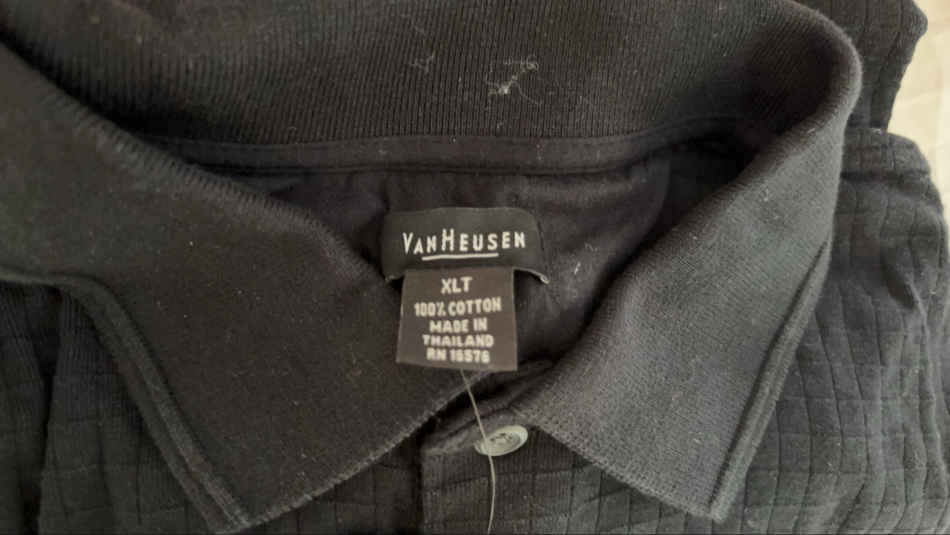 VANHEUSEN
XLT
100% COTTON
MADE IN
THAILAND
RN 16576